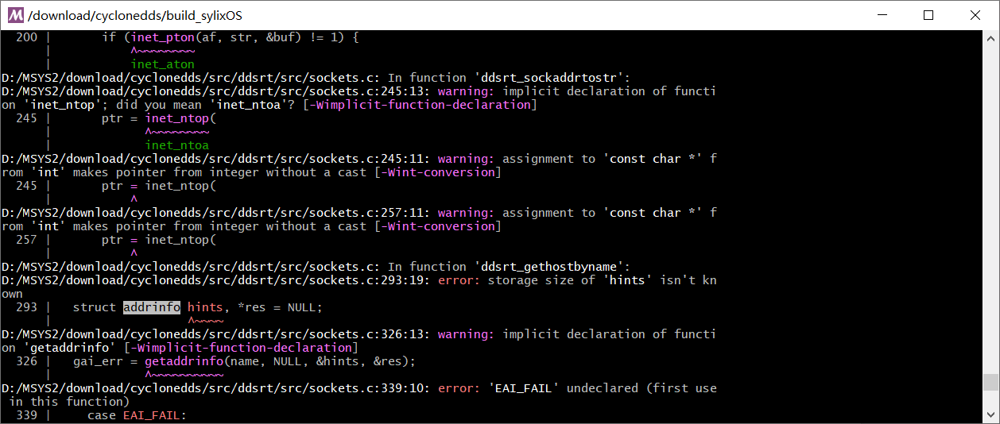 /download/cyclonedds/build_sylixOS
200 |       if (inet_pton(af, str, &buf) != 1) {
    |           ^~~~~~~~~
    |           inet_aton
D:/MSYS2/download/cyclonedds/src/ddsrt/src/sockets.c: In function 'ddsrt_sockaddrtostr':
D:/MSYS2/download/cyclonedds/src/ddsrt/src/sockets.c:245:13: warning: implicit declaration of functi
on 'inet_ntop'; did you mean 'inet_ntoa'? [-Wimplicit-function-declaration]
  245 |       ptr = inet_ntop(
      |             ^~~~~~~~~
      |             inet_ntoa
D:/MSYS2/download/cyclonedds/src/ddsrt/src/sockets.c:245:11: warning: assignment to 'const char *' f
rom 'int' makes pointer from integer without a cast [-Wint-conversion]
  245 |       ptr = inet_ntop(
      |           ^
D:/MSYS2/download/cyclonedds/src/ddsrt/src/sockets.c:257:11: warning: assignment to 'const char *' f
rom 'int' makes pointer from integer without a cast [-Wint-conversion]
  257 |       ptr = inet_ntop(
      |           ^
D:/MSYS2/download/cyclonedds/src/ddsrt/src/sockets.c: In function 'ddsrt_gethostbyname':
D:/MSYS2/download/cyclonedds/src/ddsrt/src/sockets.c:293:19: error: storage size of 'hints' isn't kn
own
  293 |   struct addrinfo hints, *res = NULL;
      |                   ^~~~~
D:/MSYS2/download/cyclonedds/src/ddsrt/src/sockets.c:326:13: warning: implicit declaration of functi
on 'getaddrinfo' [-Wimplicit-function-declaration]
  326 |   gai_err = getaddrinfo(name, NULL, &hints, &res);
      |             ^~~~~~~~~~~
D:/MSYS2/download/cyclonedds/src/ddsrt/src/sockets.c:339:10: error: 'EAI_FAIL' undeclared (first use
 in this function)
  339 |     case EAI_FAIL: